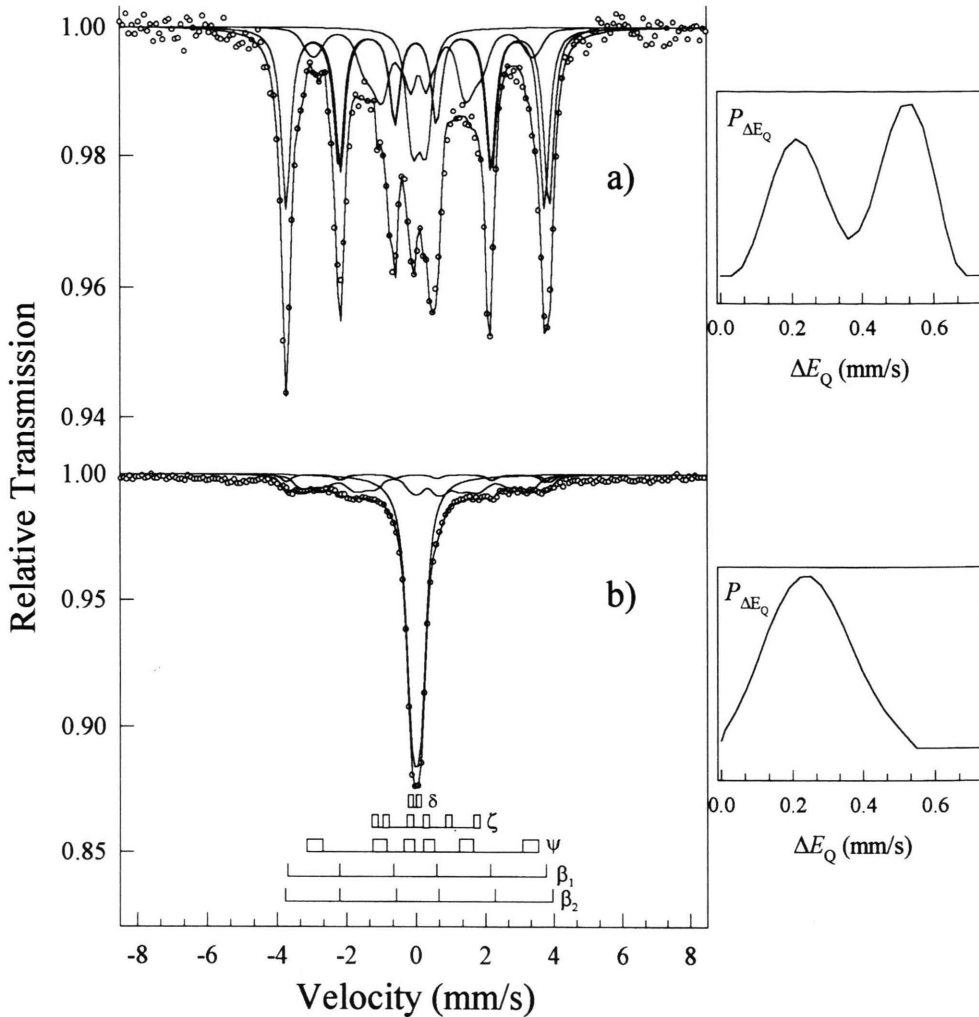 Relative Transmission
1.00
0.98
0.96
0.94
a)
1.00
0.95
0.90
0.85
b)
δ
ζ
ψ
β1
β2
-8 -6 -4 -2 0 2 4 6 8
Velocity (mm/s)
PΔEQ
0.0 0.2 0.4 0.6
ΔEQ (mm/s)
PΔEQ
0.0 0.2 0.4 0.6
ΔEQ (mm/s)